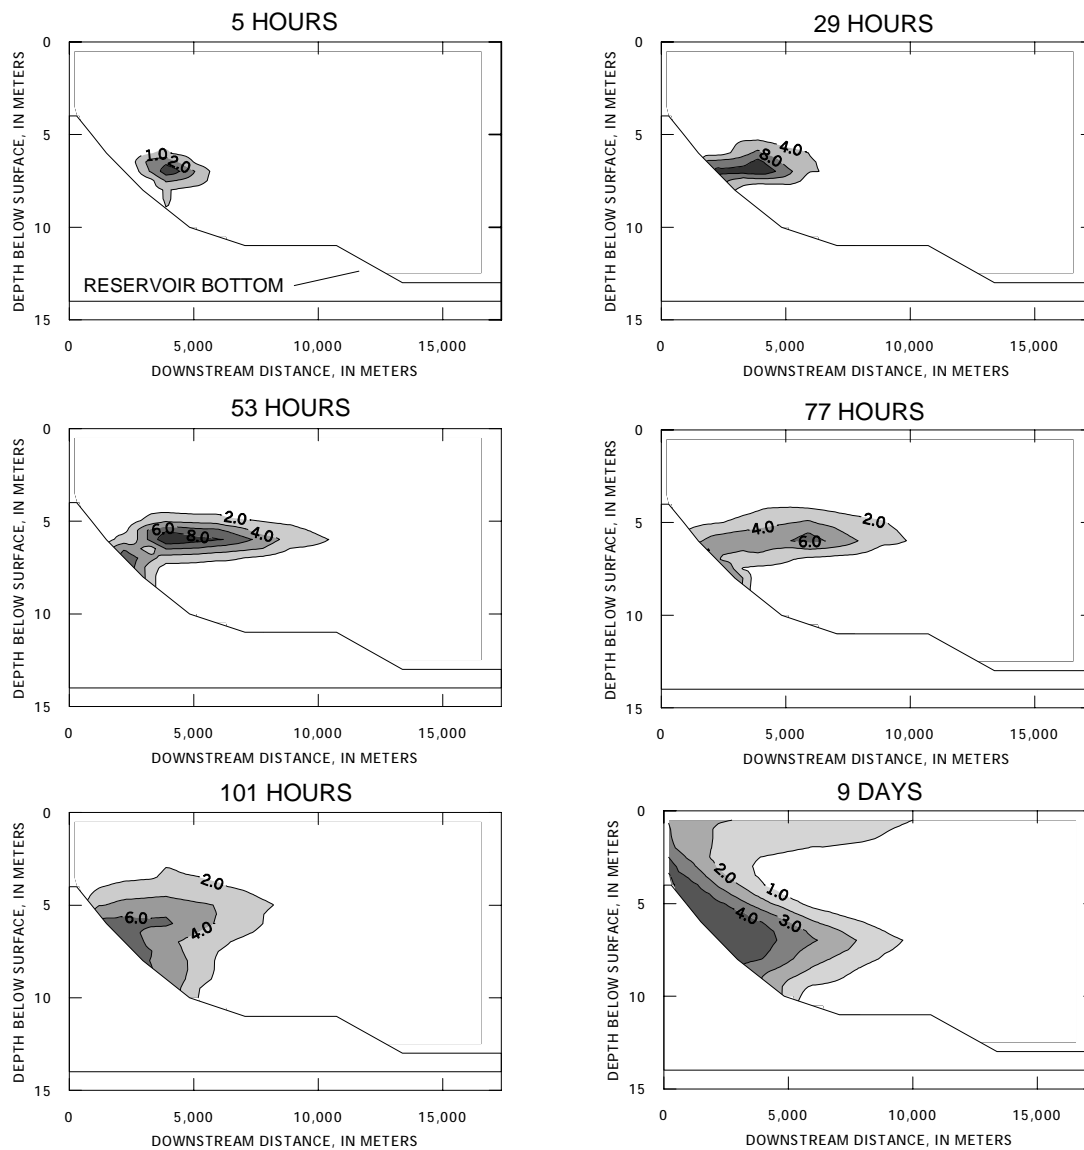 5 HOURS
0
5
10
15
DEPTH BELOW SURFACE, IN METERS
1.0
2.0
RESERVOIR BOTTOM
0 5,000 10,000 15,000
DOWNSTREAM DISTANCE, IN METERS
29 HOURS
0
5
10
15
DEPTH BELOW SURFACE, IN METERS
4.0
8.0
0 5,000 10,000 15,000
DOWNSTREAM DISTANCE, IN METERS
53 HOURS
0
5
10
15
DEPTH BELOW SURFACE, IN METERS
2.0
6.0
8.0
4.0
0 5,000 10,000 15,000
DOWNSTREAM DISTANCE, IN METERS
77 HOURS
0
5
10
15
DEPTH BELOW SURFACE, IN METERS
2.0
4.0
6.0
0 5,000 10,000 15,000
DOWNSTREAM DISTANCE, IN METERS
101 HOURS
0
5
10
15
DEPTH BELOW SURFACE, IN METERS
2.0
6.0
4.0
0 5,000 10,000 15,000
DOWNSTREAM DISTANCE, IN METERS
9 DAYS
0
5
10
15
DEPTH BELOW SURFACE, IN METERS
2.0
1.0
4.0
3.0
0 5,000 10,000 15,000
DOWNSTREAM DISTANCE, IN METERS